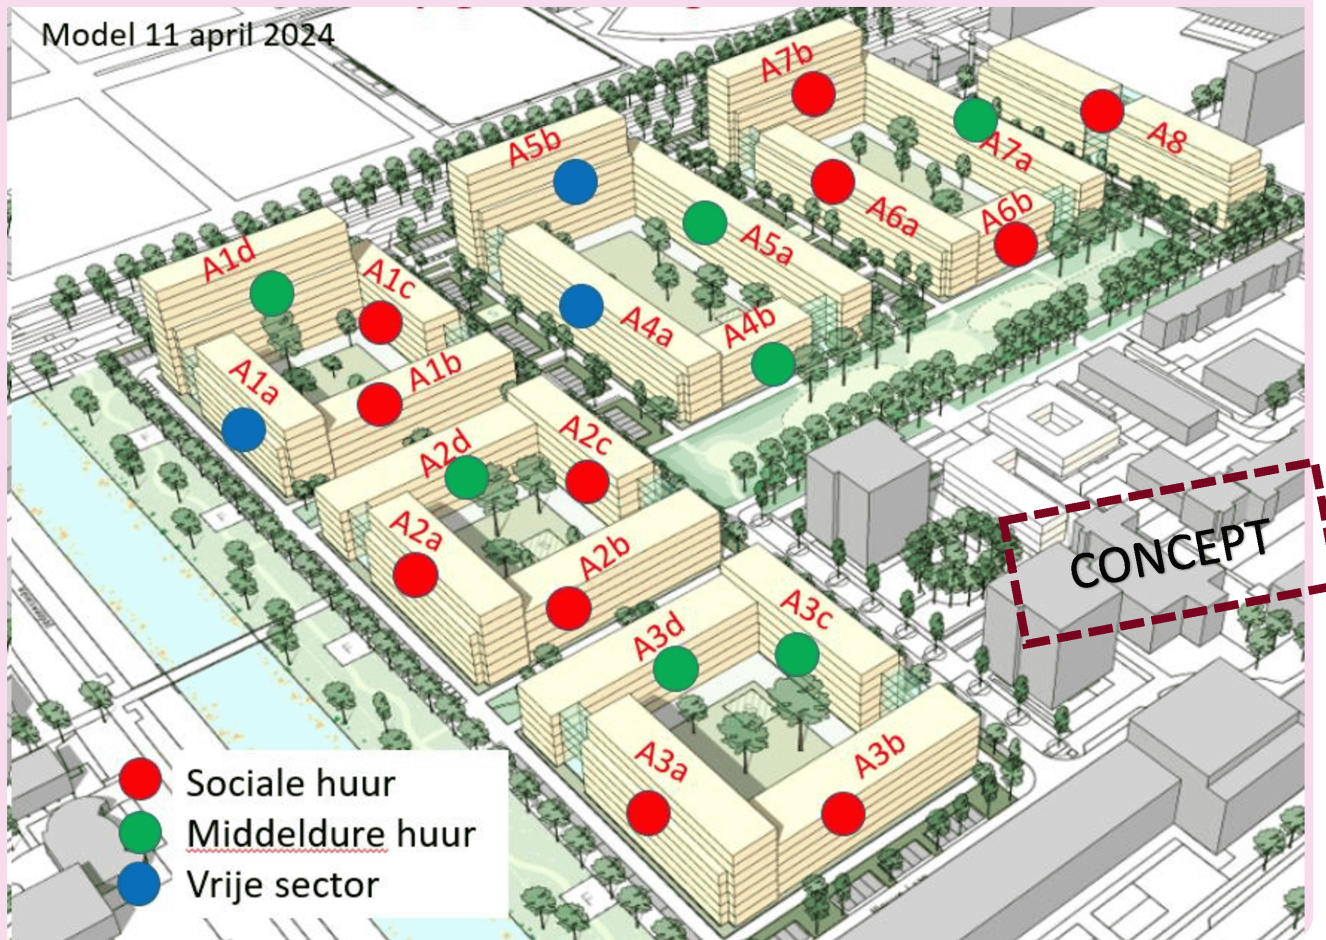 Model 11 april 2024
A7b
A8
A5b
A7a
A6a
A6b
A5a
A1d
A1c
A4a
A4b
A1b
A1a
A2c
A2d
A2a
A2b
CONCEPT
A3c
A3d
A3a
A3b
Sociale huur
Middeldure huur
Vrije sector